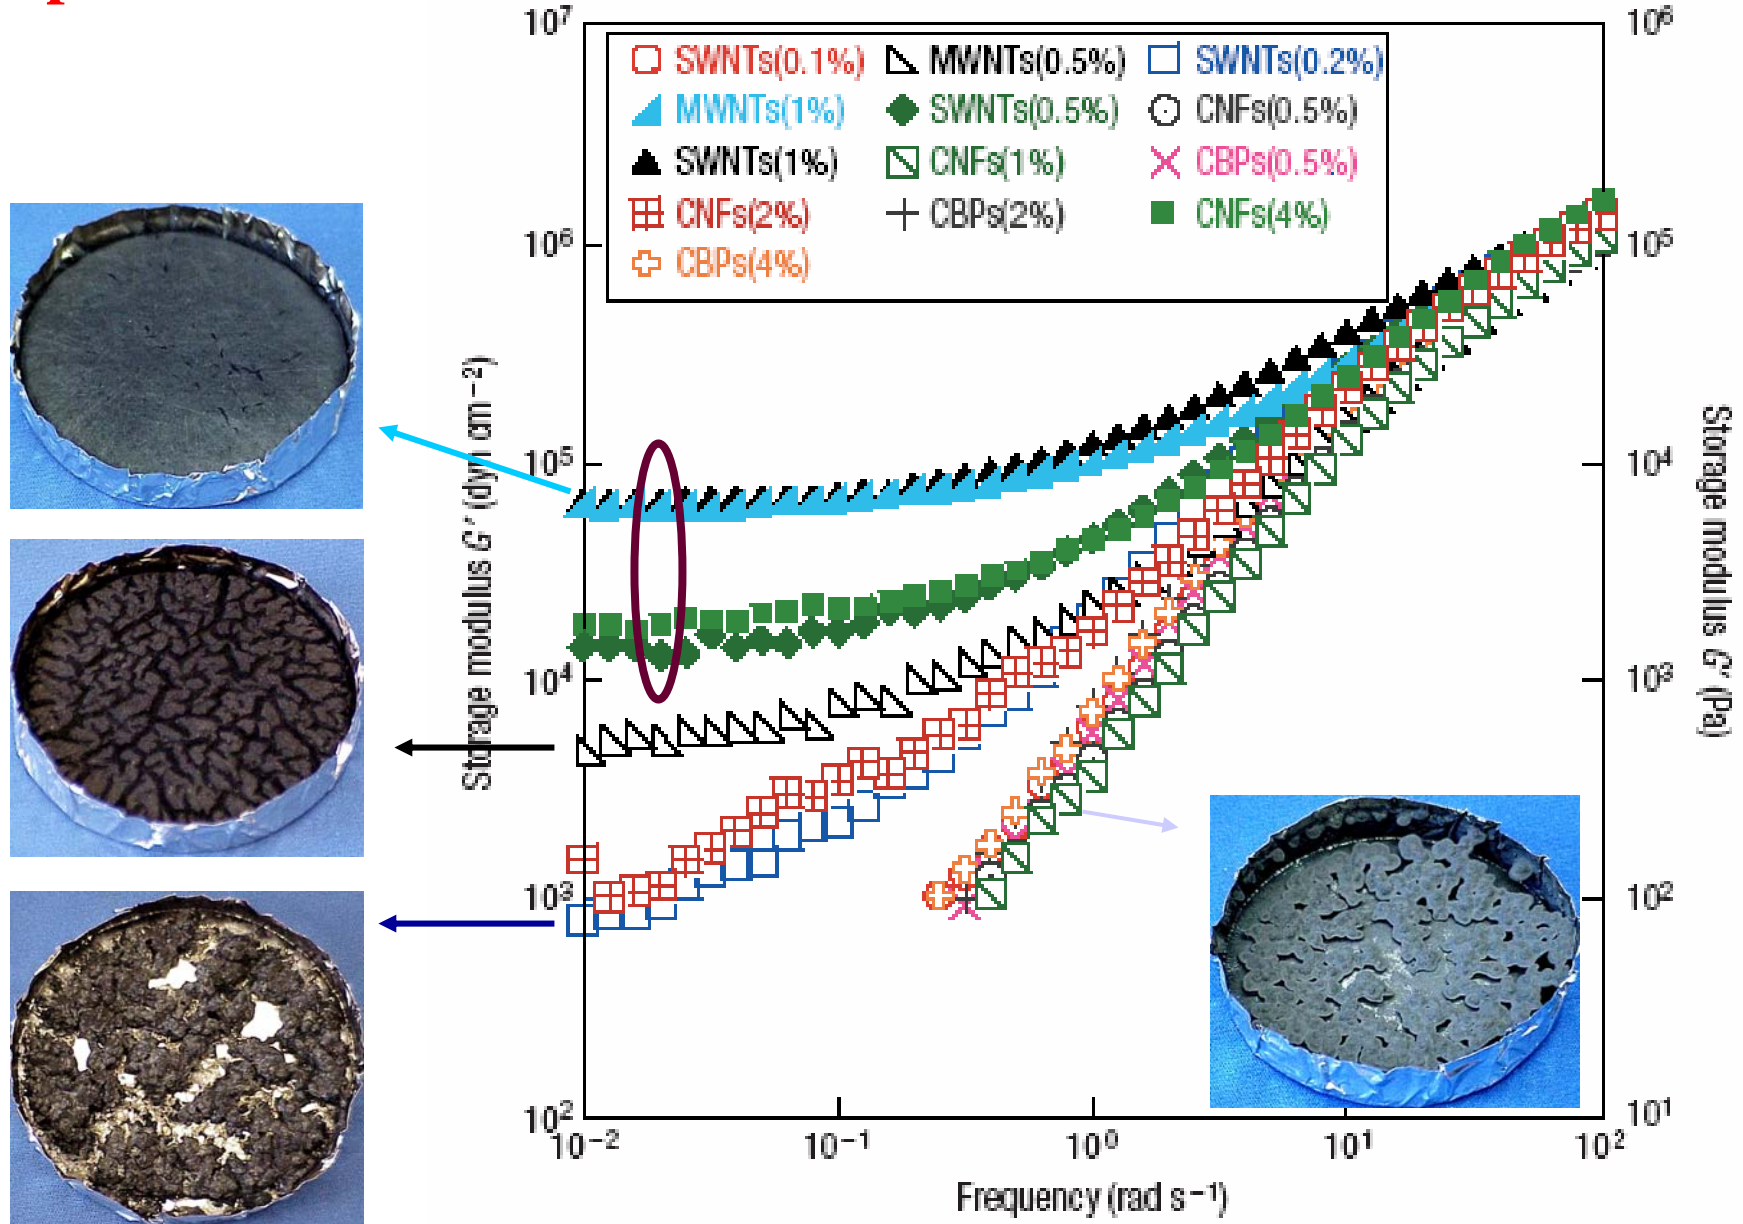 10⁷
10⁶
10⁵
10⁴
10³
10²
Storage modulus G′ (dyn cm⁻²)
SWNTs(0.1%) MWNTs(0.5%) SWNTs(0.2%)
MWNTs(1%) SWNTs(0.5%) CNFs(0.5%)
SWNTs(1%) CNFs(1%) CBPs(0.5%)
CNFs(2%) CBPs(2%) CNFs(4%)
CBPs(4%)
10⁶
10⁵
10⁴
10³
10²
10¹
Storage modulus G′ (Pa)
10⁻² 10⁻¹ 10⁰ 10¹ 10²
Frequency (rad s⁻¹)